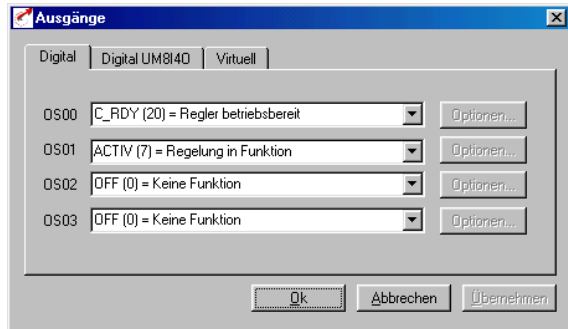 Ausgänge
Digital Digital UM8I4O Virtuell
OS00 C_RDY (20) = Regler betriebsbereit Optionen...
OS01 ACTIV (7) = Regelung in Funktion Optionen...
OS02 OFF (0) = Keine Funktion Optionen...
OS03 OFF (0) = Keine Funktion Optionen...
Ok Abbrechen Übernehmen